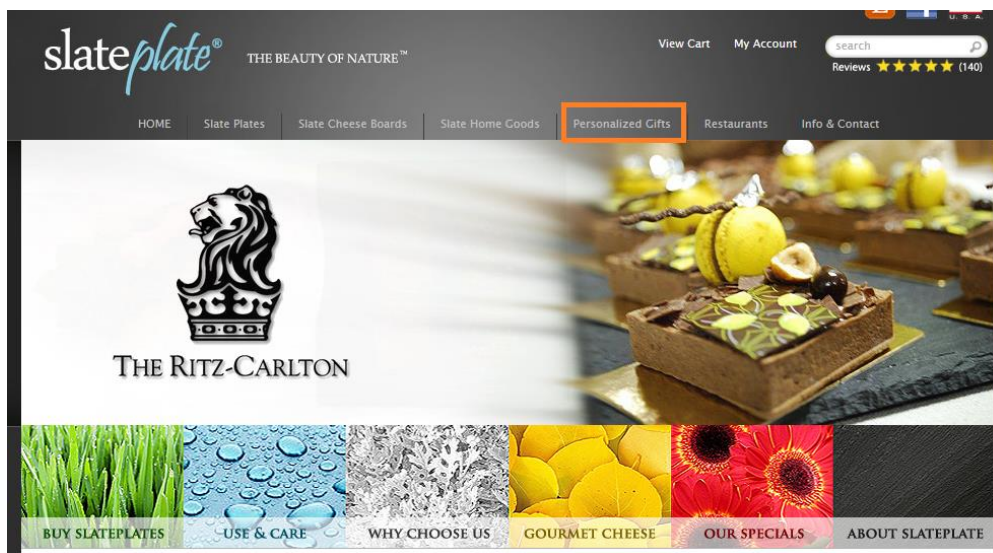 U. S. A.
slateplate®
THE BEAUTY OF NATURE™
View Cart My Account
search
Reviews (140)
HOME Slate Plates Slate Cheese Boards Slate Home Goods Personalized Gifts Restaurants Info & Contact
THE RITZ-CARLTON
BUY SLATEPLATES USE & CARE WHY CHOOSE US GOURMET CHEESE OUR SPECIALS ABOUT SLATEPLATE